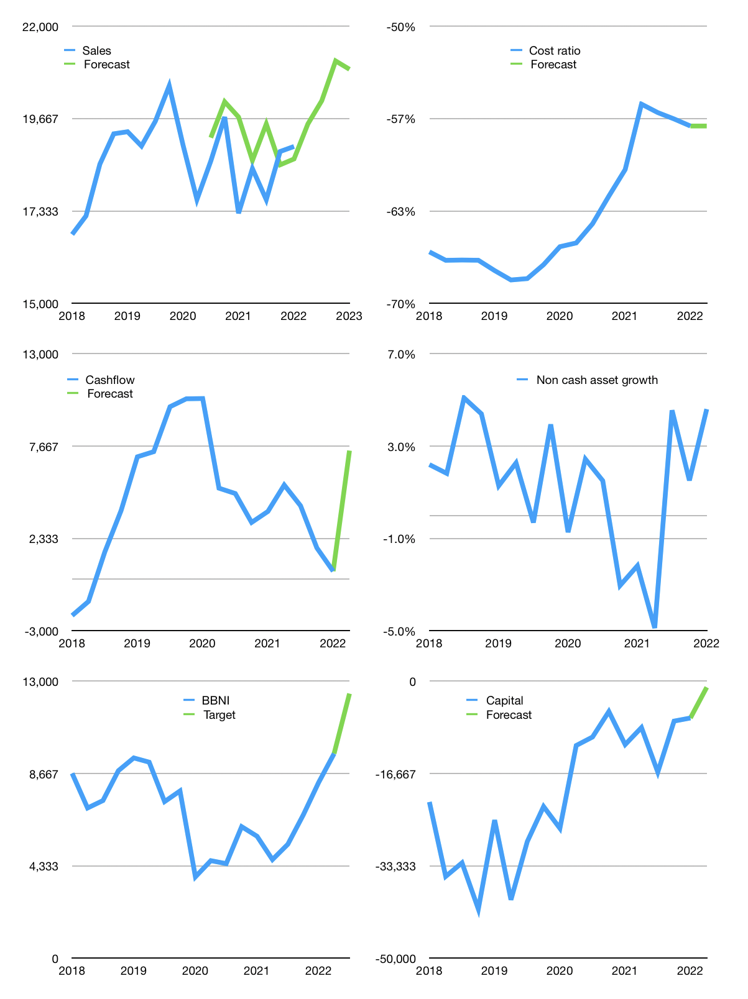 22,000
Sales
Forecast
19,667
17,333
15,000
2018 2019 2020 2021 2022 2023
-50%
Cost ratio
Forecast
-57%
-63%
-70%
2018 2019 2020 2021 2022
13,000
Cashflow
Forecast
7,667
2,333
-3,000
2018 2019 2020 2021 2022
7.0%
Non cash asset growth
3.0%
-1.0%
-5.0%
2018 2019 2020 2021 2022
13,000
BBNI
Target
8,667
4,333
0
2018 2019 2020 2021 2022
0
Capital
Forecast
-16,667
-33,333
-50,000
2018 2019 2020 2021 2022